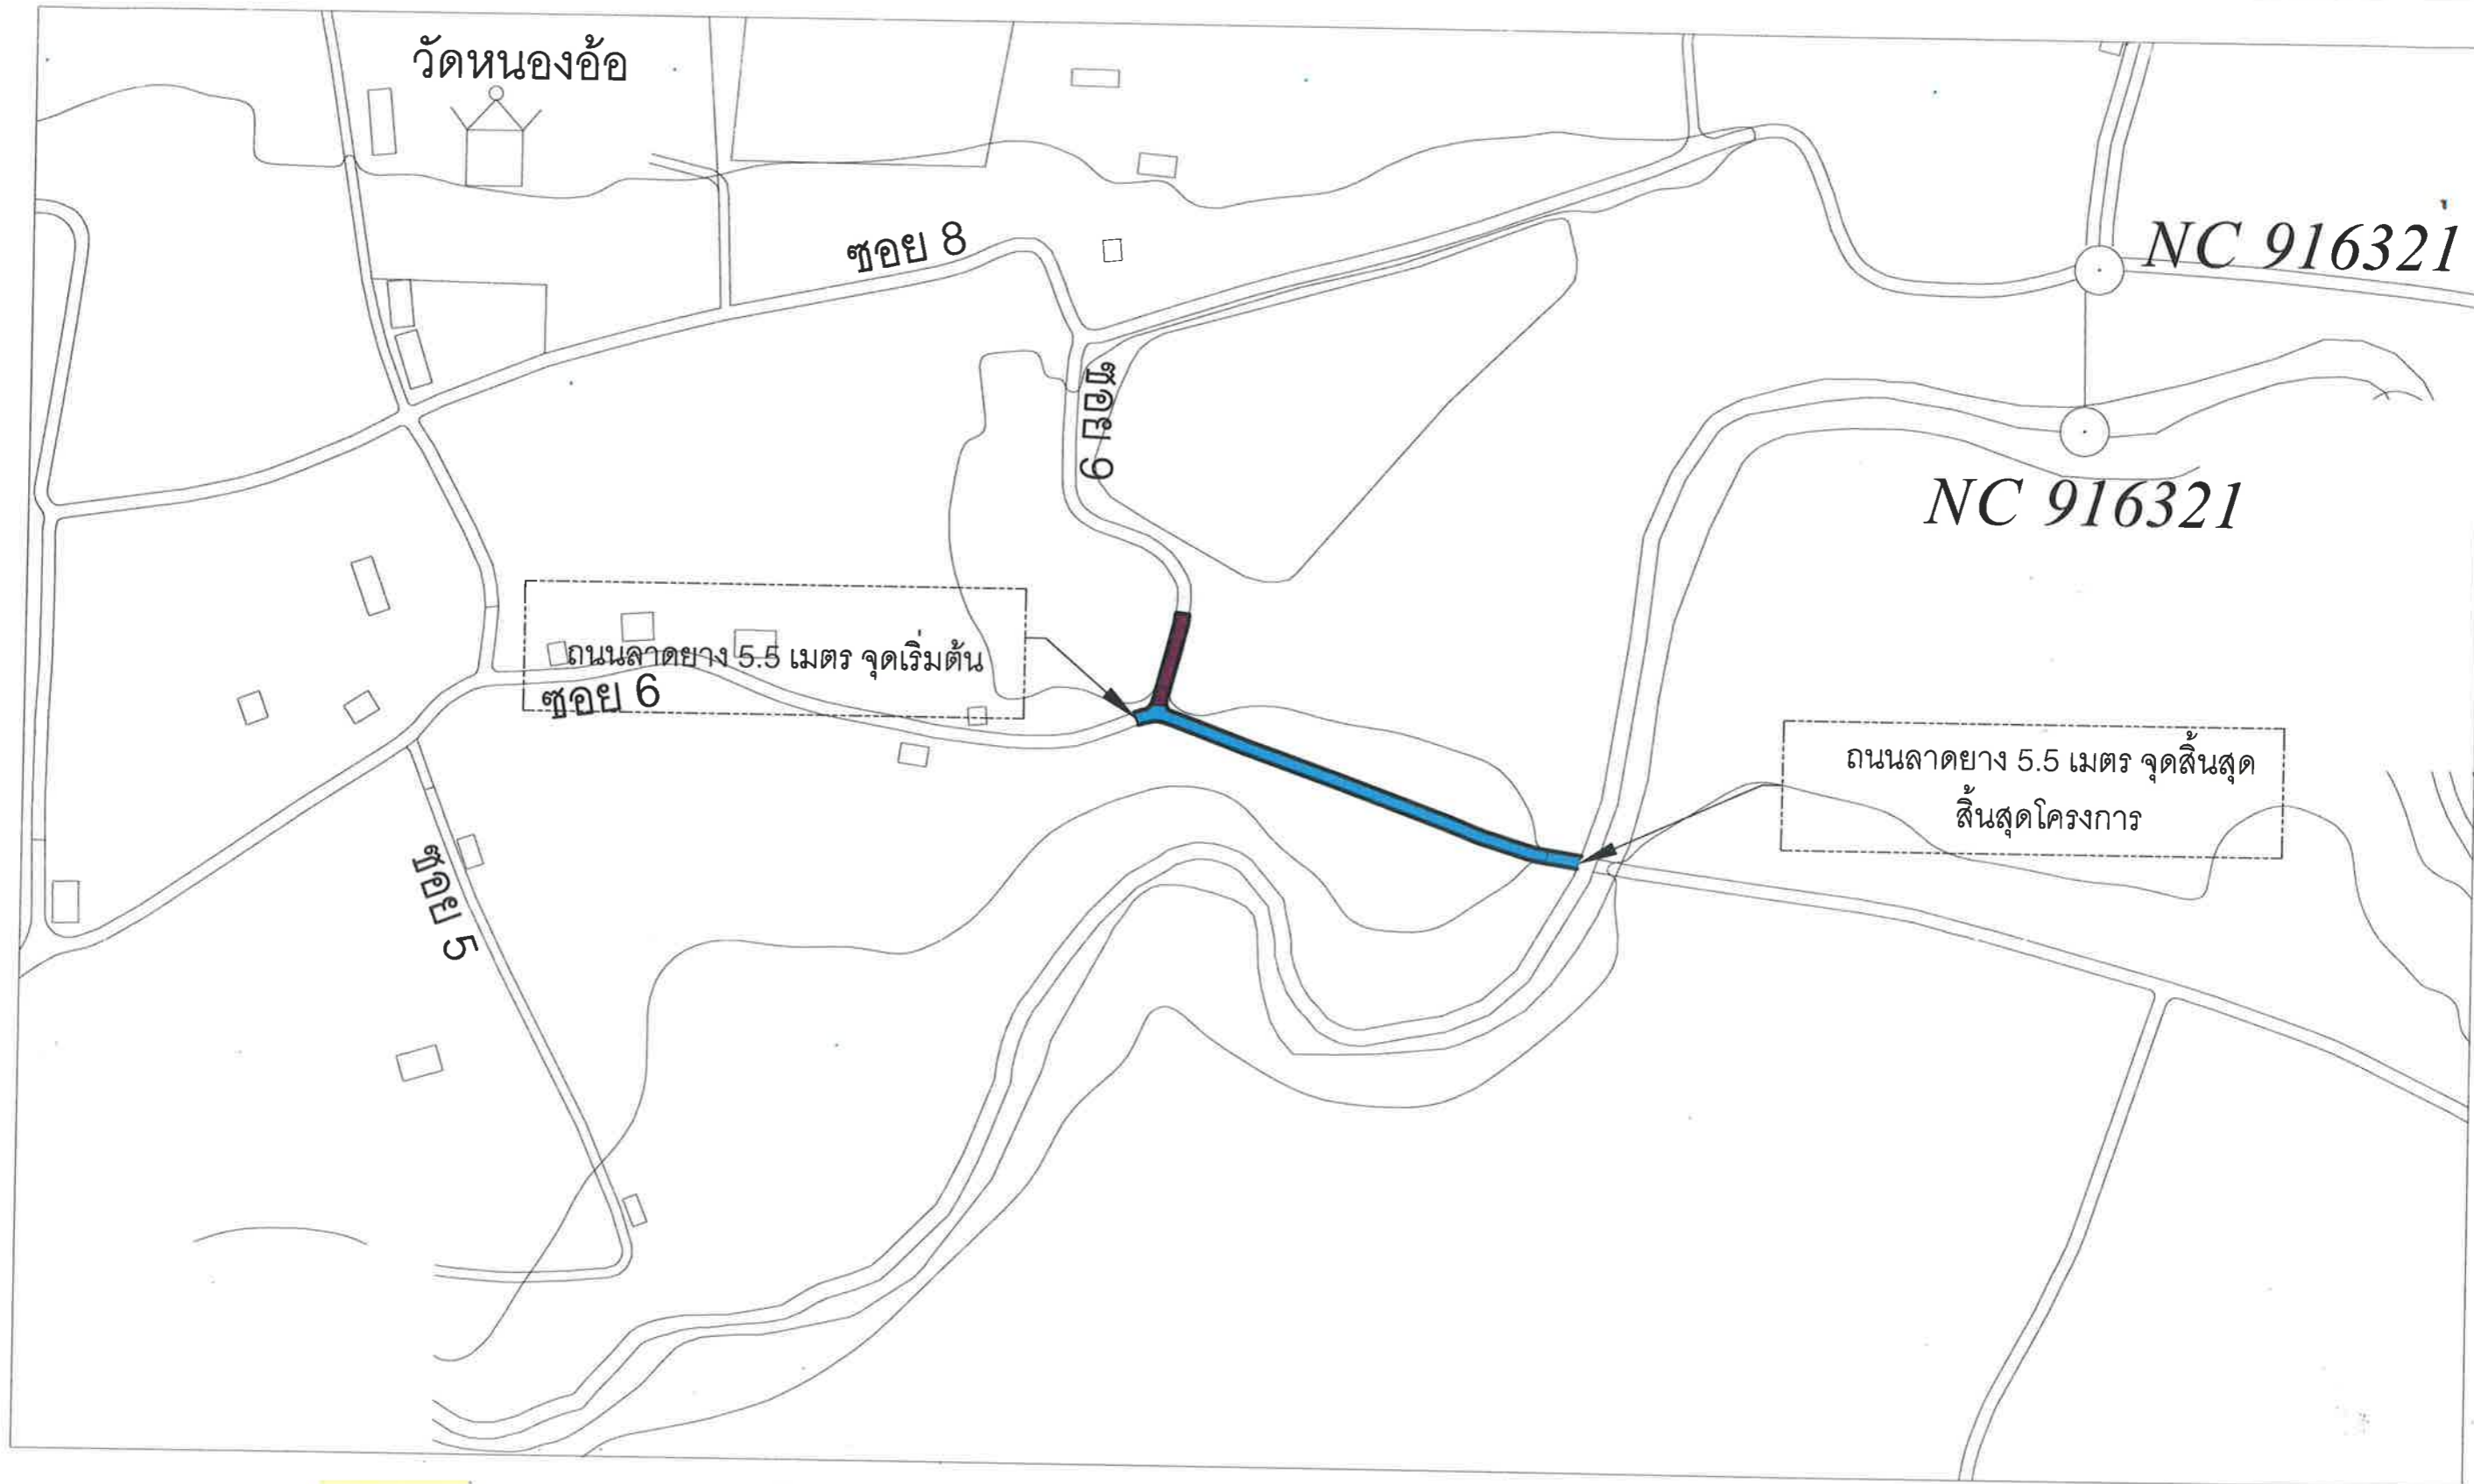 วัดหนองอ้อ
ซอย 8
NC 916321
ซอย 9
NC 916321
ถนนลาดยาง 5.5 เมตร จุดเริ่มต้น
ซอย 6
ถนนลาดยาง 5.5 เมตร จุดสิ้นสุด
สิ้นสุดโครงการ
ซอย 5